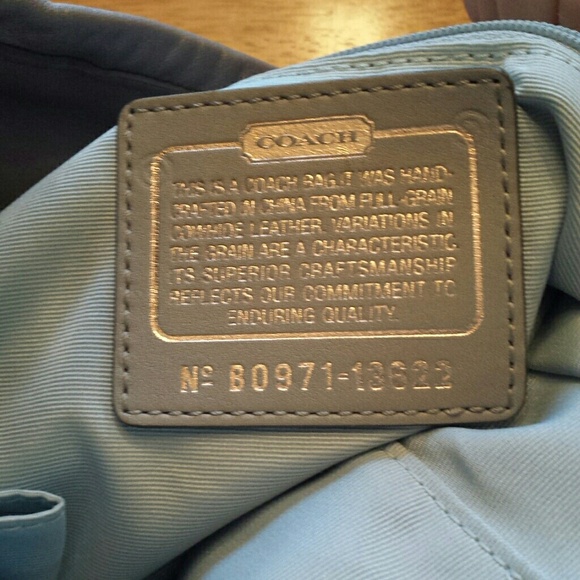 COACH
THIS IS A COACH BAG.IT WAS HAND-
CRAFTED IN CHINA FROM FULL-GRAIN
COWHIDE LEATHER. VARIATIONS IN
THE GRAIN ARE A CHARACTERISTIC.
ITS SUPERIOR CRAFTSMANSHIP
REFLECTS OUR COMMITMENT TO
ENDURING QUALITY.
Nº B0971-13622